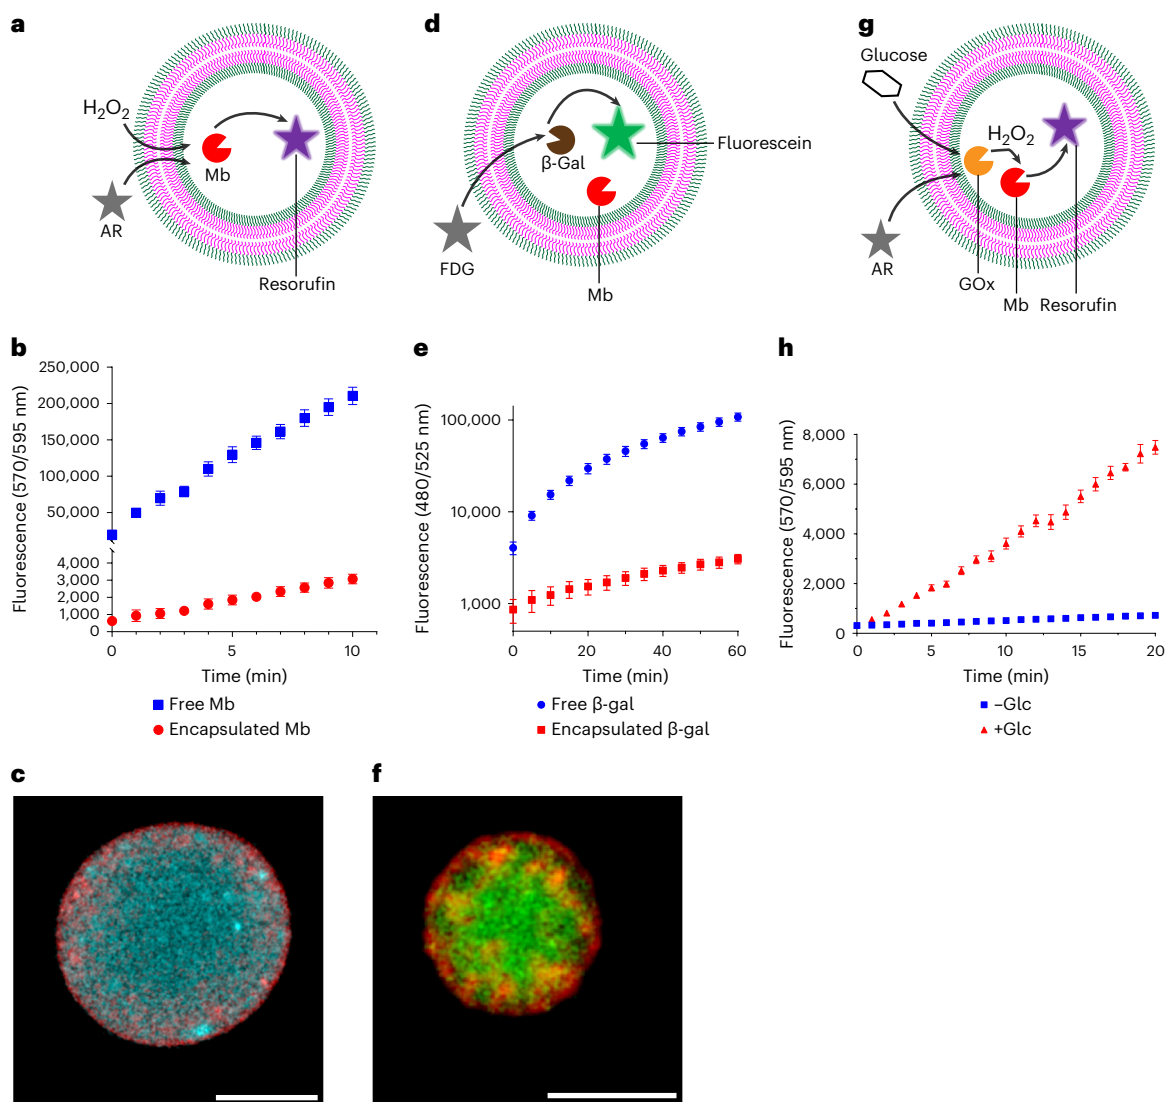 a
H2O2
Mb
AR
Resorufin
d
β-Gal
Fluorescein
FDG
Mb
g
Glucose
H2O2
AR
GOx
Mb
Resorufin
b
Fluorescence (570/595 nm)
250,000
200,000
150,000
100,000
50,000
4,000
3,000
2,000
1,000
0
0
5
10
Time (min)
Free Mb
Encapsulated Mb
e
Fluorescence (480/525 nm)
100,000
10,000
1,000
0
20
40
60
Time (min)
Free β-gal
Encapsulated β-gal
h
Fluorescence (570/595 nm)
8,000
6,000
4,000
2,000
0
0
5
10
15
20
Time (min)
–Glc
+Glc
c
f